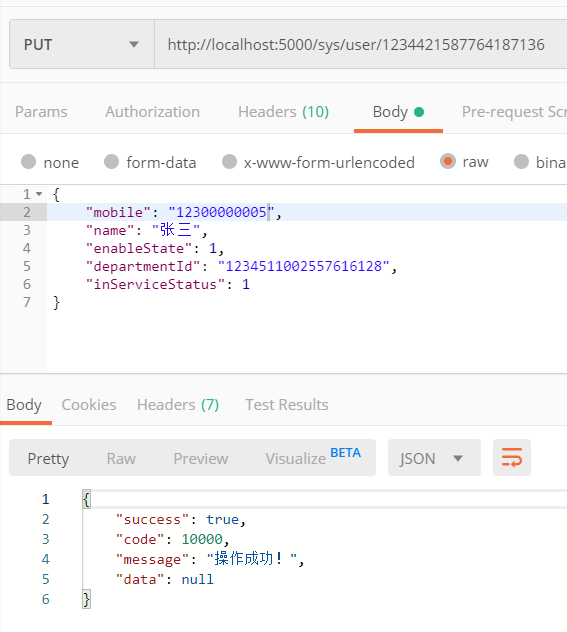 PUT http://localhost:5000/sys/user/1234421587764187136
Params Authorization Headers (10) Body Pre-request Scr
none form-data x-www-form-urlencoded raw bina
1 {
2 "mobile": "12300000005",
3 "name": "张三",
4 "enableState": 1,
5 "departmentId": "1234511002557616128",
6 "inServiceStatus": 1
7 }
Body Cookies Headers (7) Test Results
Pretty Raw Preview Visualize BETA JSON
1 {
2 "success": true,
3 "code": 10000,
4 "message": "操作成功！",
5 "data": null
6 }